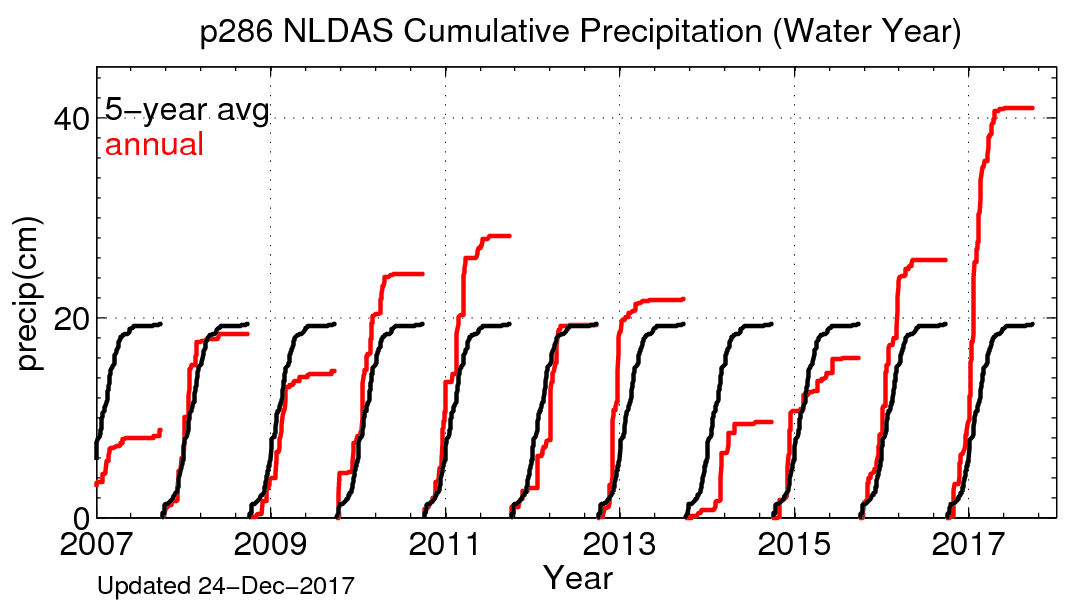 p286 NLDAS Cumulative Precipitation (Water Year)
5−year avg
annual
precip(cm)
40
20
0
2007 2009 2011 2013 2015 2017
Year
Updated 24−Dec−2017